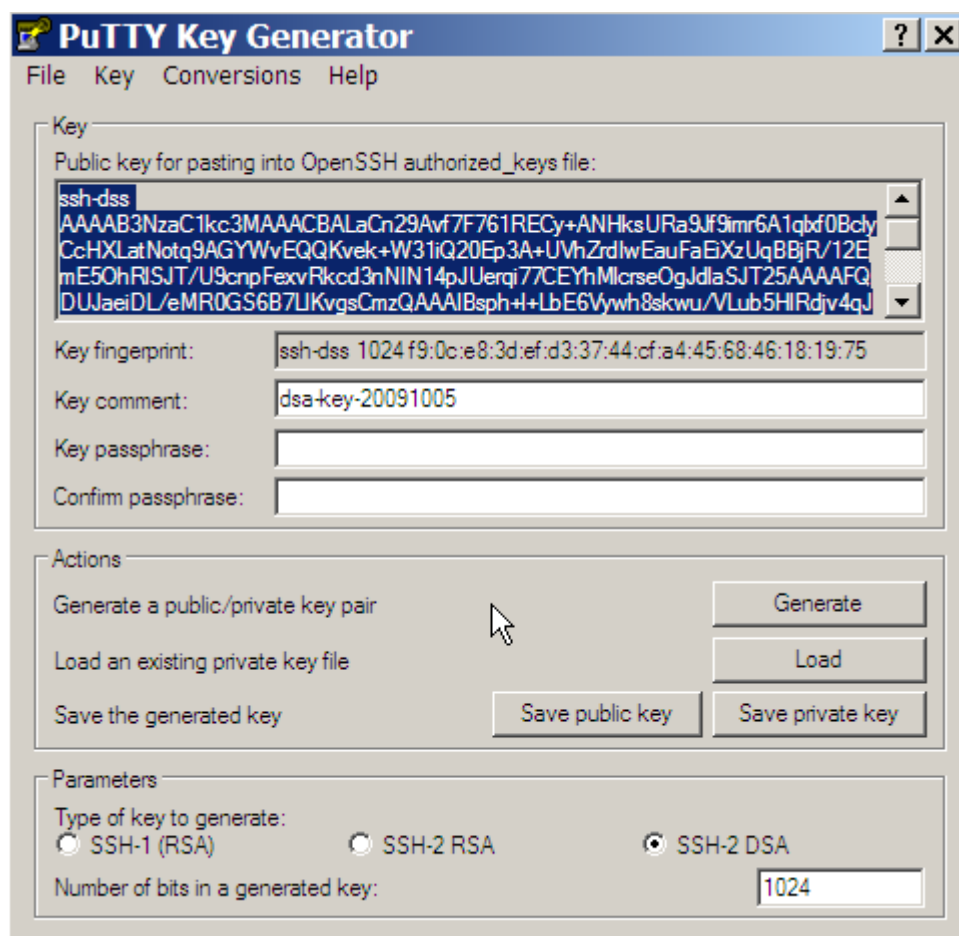 PuTTY Key Generator
File Key Conversions Help
Key
Public key for pasting into OpenSSH authorized_keys file:
ssh-dss
AAAAB3NzaC1kc3MAAACBALaCn29Avf7F761RECy+ANHksURa9Jf9imr6A1qlxf0Bcly
CcHXLatNotq9AGYWvEQQKvek+W31iQ20Ep3A+UVhZrdIwEauFaEiXzUqBBjR/12E
mE5OhRlSJT/U9cnpFexvRkcd3nNIN14pJUerqi77CEYhMlcrseOgJdlaSJT25AAAAFQ
DUJaeiDL/eMR0GS6B7LlKvgsCmzQAAAIBsph+l+LbE6Vywh8skwu/VLub5HlRdjv4qJ
Key fingerprint: ssh-dss 1024 f9:0c:e8:3d:ef:d3:37:44:cf:a4:45:68:46:18:19:75
Key comment: dsa-key-20091005
Key passphrase:
Confirm passphrase:
Actions
Generate a public/private key pair Generate
Load an existing private key file Load
Save the generated key Save public key Save private key
Parameters
Type of key to generate:
SSH-1 (RSA) SSH-2 RSA SSH-2 DSA
Number of bits in a generated key: 1024